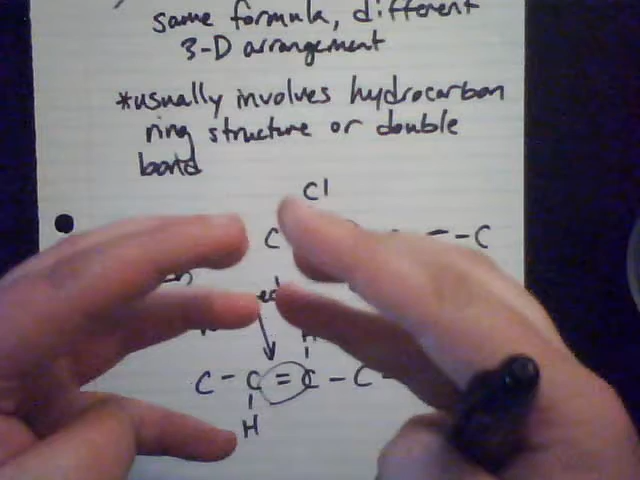 same formula, different
3-D arrangement
*usually involves hydrocarbon
ring structure or double
bond
Cl
C - - C
H
C - C = C - C -
H